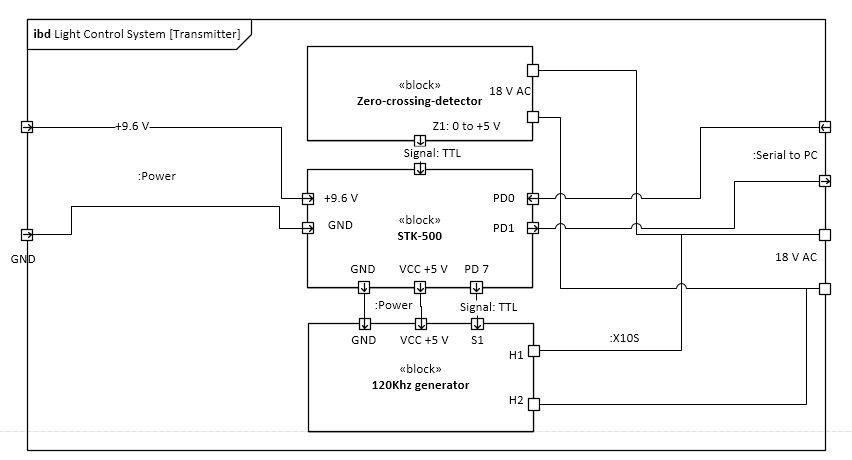 ibd Light Control System [Transmitter]
«block»
Zero-crossing-detector
18 V AC
Z1: 0 to +5 V
+9.6 V
Signal: TTL
:Serial to PC
:Power
+9.6 V
PD0
«block»
STK-500
GND
PD1
GND
18 V AC
GND
VCC +5 V
PD 7
:Power
Signal: TTL
GND
VCC +5 V
S1
:X10S
H1
«block»
120Khz generator
H2